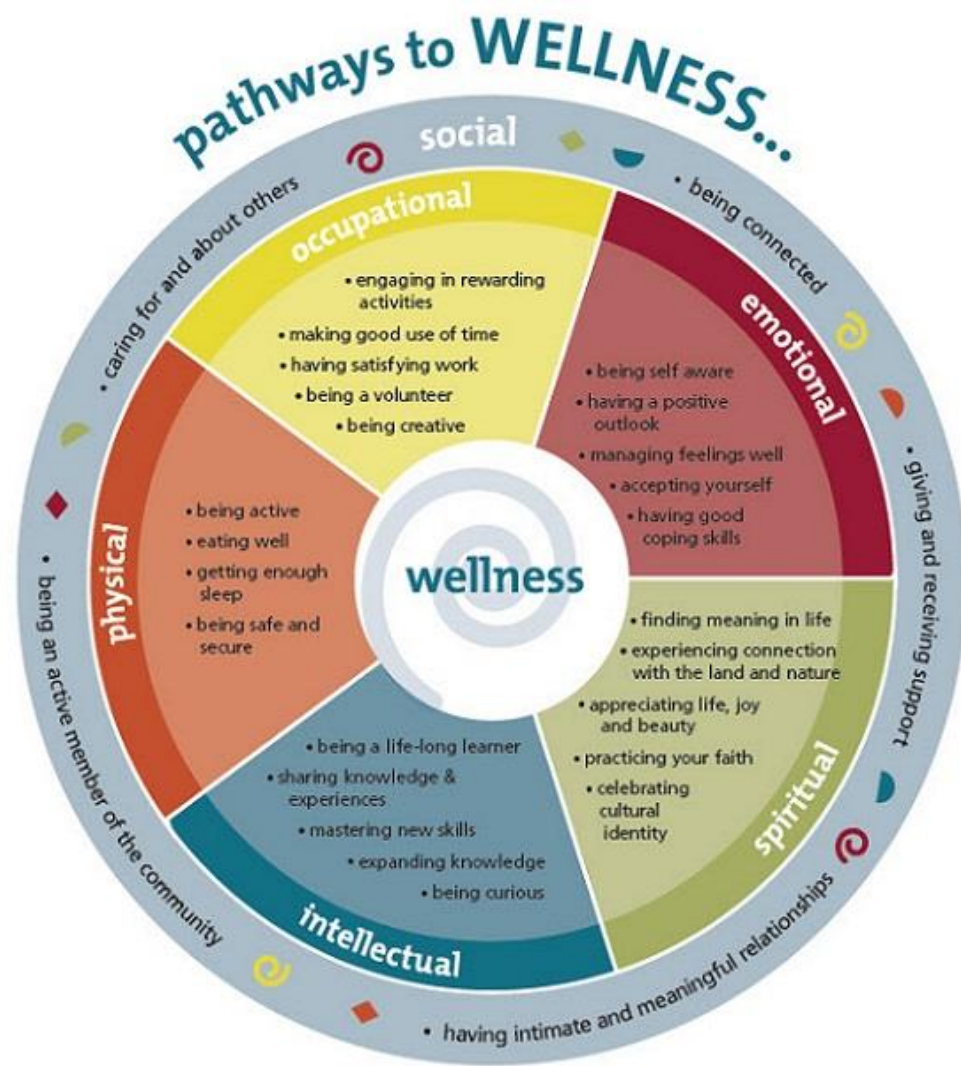 pathways to WELLNESS...
social
• being connected
• giving and receiving support
• having intimate and meaningful relationships
• being an active member of the community
• caring for and about others
occupational
• engaging in rewarding
activities
• making good use of time
• having satisfying work
• being a volunteer
• being creative
emotional
• being self aware
• having a positive
outlook
• managing feelings well
• accepting yourself
• having good
coping skills
spiritual
• finding meaning in life
• experiencing connection
with the land and nature
• appreciating life, joy
and beauty
• practicing your faith
• celebrating
cultural
identity
intellectual
• being a life-long learner
• sharing knowledge &
experiences
• mastering new skills
• expanding knowledge
• being curious
physical
• being active
• eating well
• getting enough
sleep
• being safe and
secure
wellness